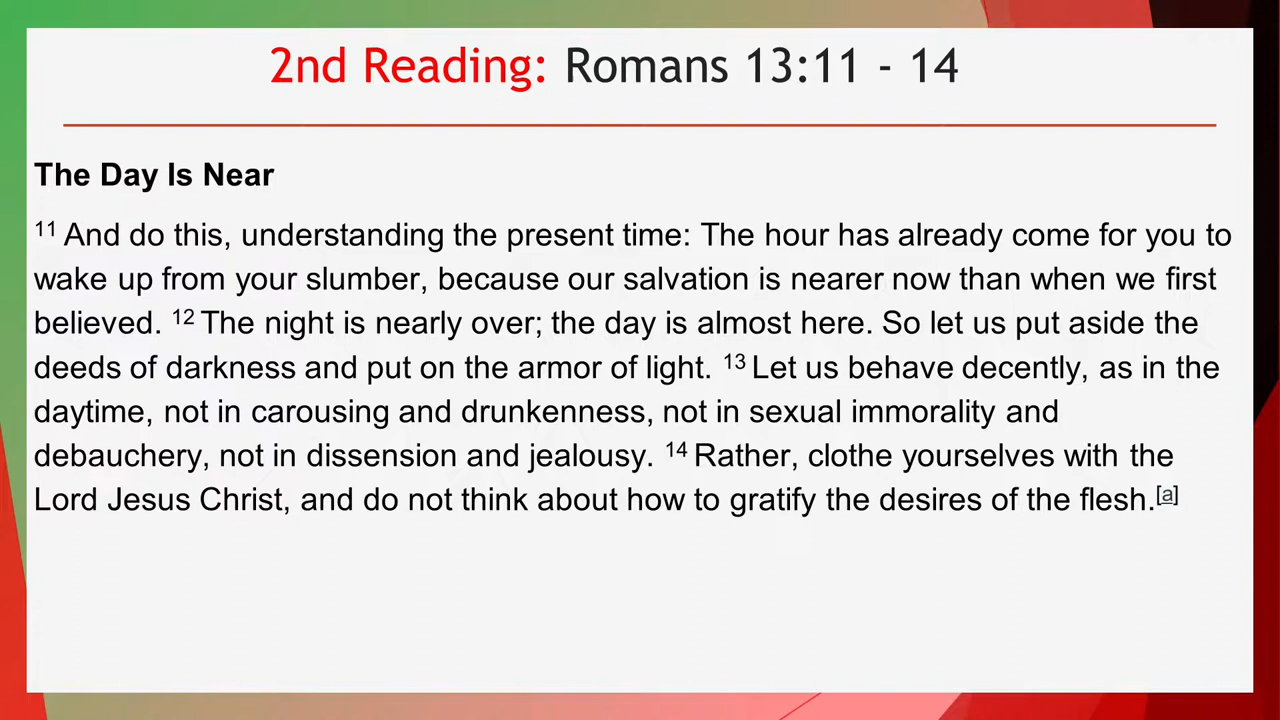 2nd Reading: Romans 13:11 - 14
The Day Is Near
11 And do this, understanding the present time: The hour has already come for you to
wake up from your slumber, because our salvation is nearer now than when we first
believed. 12 The night is nearly over; the day is almost here. So let us put aside the
deeds of darkness and put on the armor of light. 13 Let us behave decently, as in the
daytime, not in carousing and drunkenness, not in sexual immorality and
debauchery, not in dissension and jealousy. 14 Rather, clothe yourselves with the
Lord Jesus Christ, and do not think about how to gratify the desires of the flesh.[a]